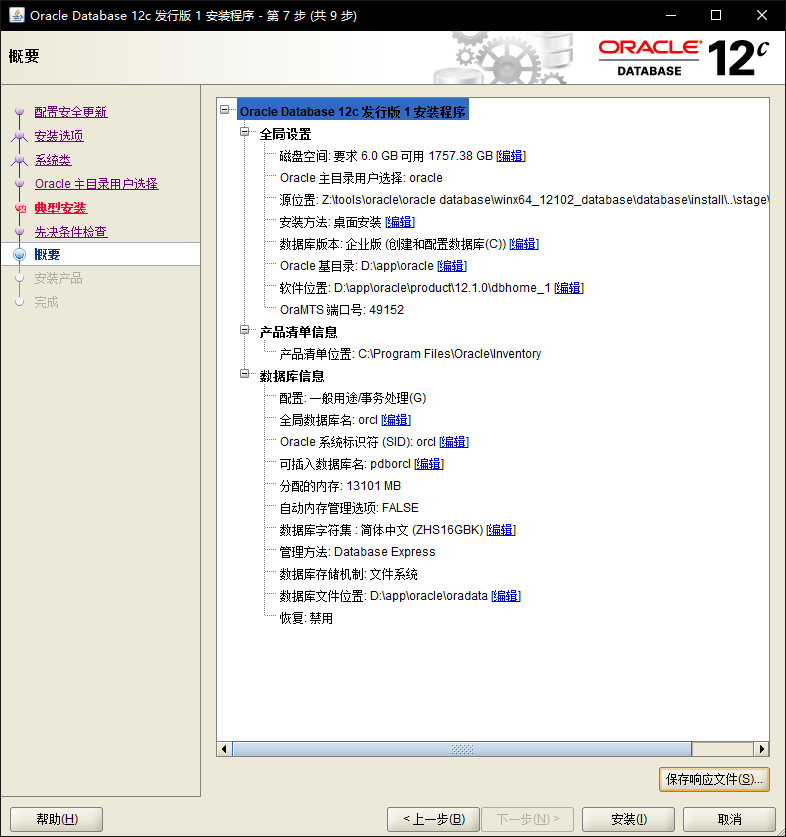 Oracle Database 12c 发行版 1 安装程序 - 第 7 步 (共 9 步)
概要
ORACLE®
DATABASE
12c
配置安全更新
安装选项
系统类
Oracle 主目录用户选择
典型安装
先决条件检查
概要
安装产品
完成
Oracle Database 12c 发行版 1 安装程序
全局设置
磁盘空间: 要求 6.0 GB 可用 1757.38 GB [编辑]
Oracle 主目录用户选择: oracle
源位置: Z:\tools\oracle\oracle database\winx64_12102_database\database\install\..\stage\
安装方法: 桌面安装 [编辑]
数据库版本: 企业版 (创建和配置数据库(C)) [编辑]
Oracle 基目录: D:\app\oracle [编辑]
软件位置: D:\app\oracle\product\12.1.0\dbhome_1 [编辑]
OraMTS 端口号: 49152
产品清单信息
产品清单位置: C:\Program Files\Oracle\Inventory
数据库信息
配置: 一般用途/事务处理(G)
全局数据库名: orcl [编辑]
Oracle 系统标识符 (SID): orcl [编辑]
可插入数据库名: pdborcl [编辑]
分配的内存: 13101 MB
自动内存管理选项: FALSE
数据库字符集 : 简体中文 (ZHS16GBK) [编辑]
管理方法: Database Express
数据库存储机制: 文件系统
数据库文件位置: D:\app\oracle\oradata [编辑]
恢复: 禁用
保存响应文件(S)...
帮助(H)
< 上一步(B)
下一步(N) >
安装(I)
取消